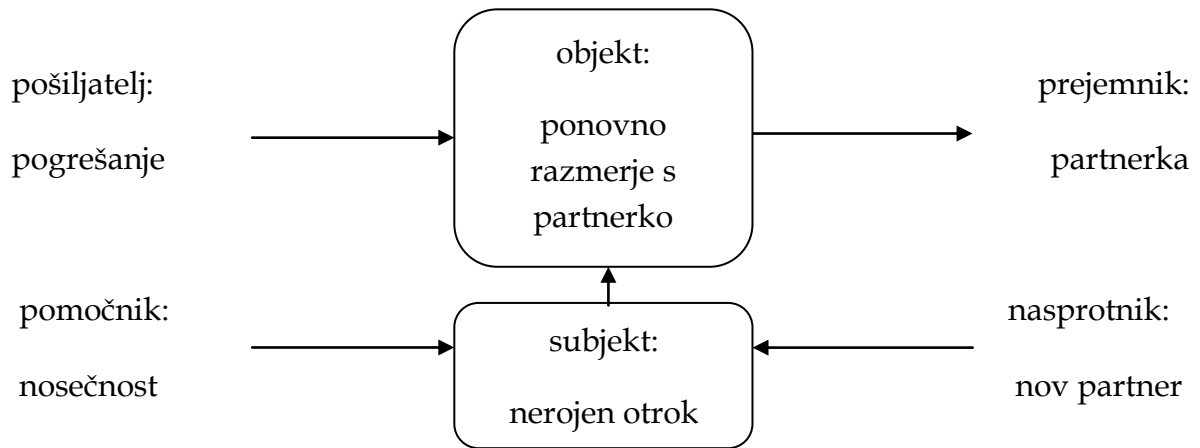 pošiljatelj:
pogrešanje
objekt:
ponovno
razmerje s
partnerko
prejemnik:
partnerka
pomočnik:
nosečnost
subjekt:
nerojen otrok
nasprotnik:
nov partner